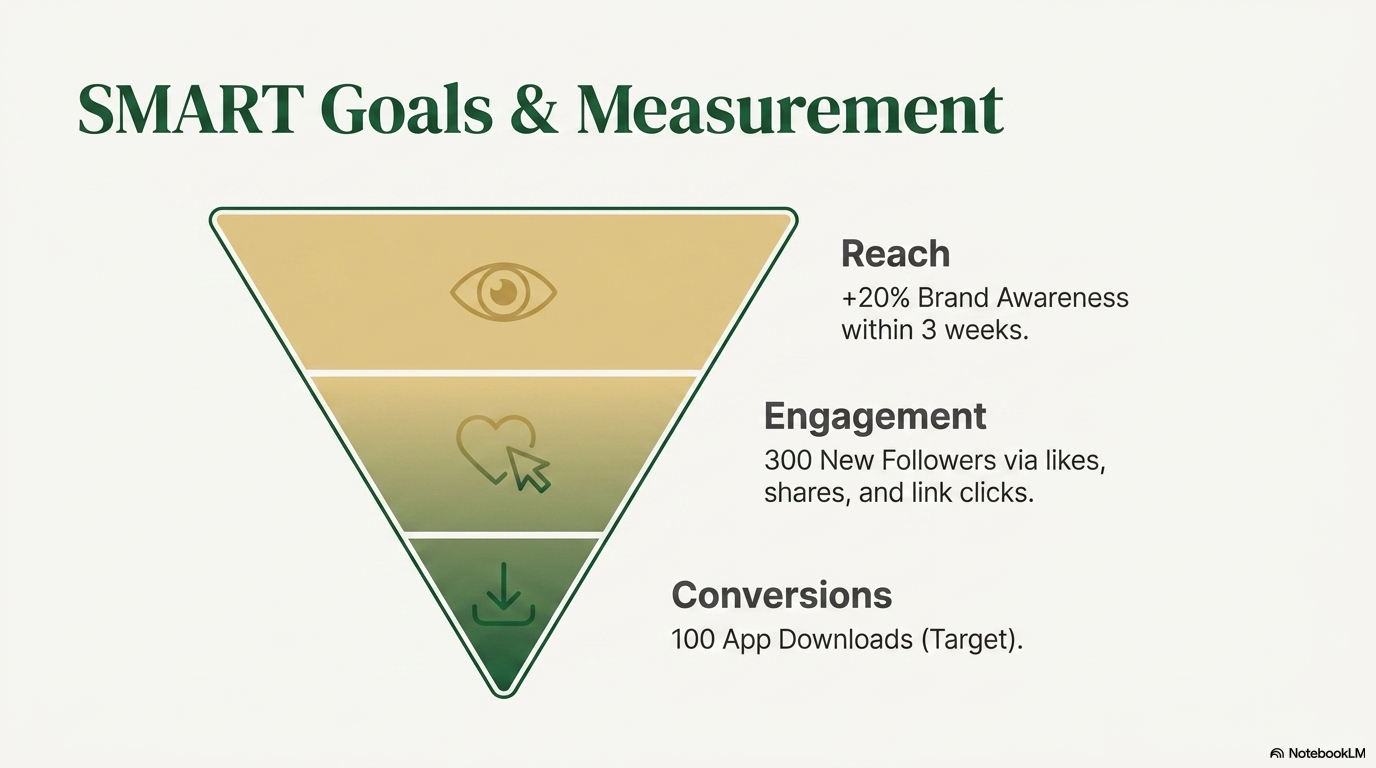 SMART Goals & Measurement
Reach
+20% Brand Awareness
within 3 weeks.
Engagement
300 New Followers via likes,
shares, and link clicks.
Conversions
100 App Downloads (Target).
NotebookLM